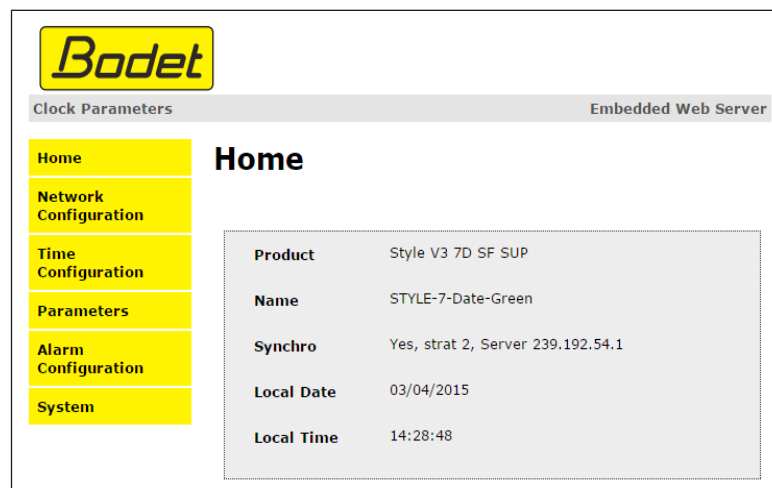 Bodet
Clock Parameters Embedded Web Server
Home
Network
Configuration
Time
Configuration
Parameters
Alarm
Configuration
System
Home
Product Style V3 7D SF SUP
Name STYLE-7-Date-Green
Synchro Yes, strat 2, Server 239.192.54.1
Local Date 03/04/2015
Local Time 14:28:48